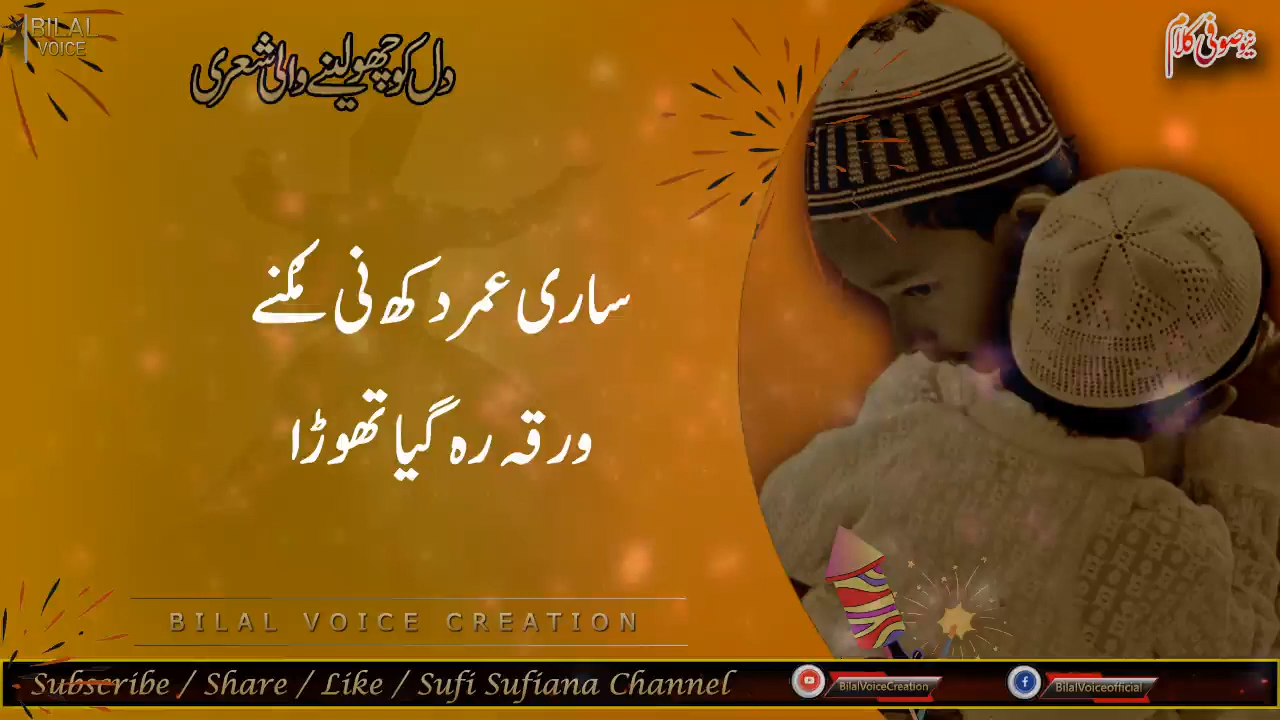 BILAL
VOICE
دل کو چھو لینے والی شعری
نیو صوفی کلام
ساری عمر دکھ نی مکنے
ورقہ رہ گیا تھوڑا
BILAL VOICE CREATION
Subscribe / Share / Like / Sufi Sufiana Channel
BilalVoiceCreation
BilalVoiceofficial